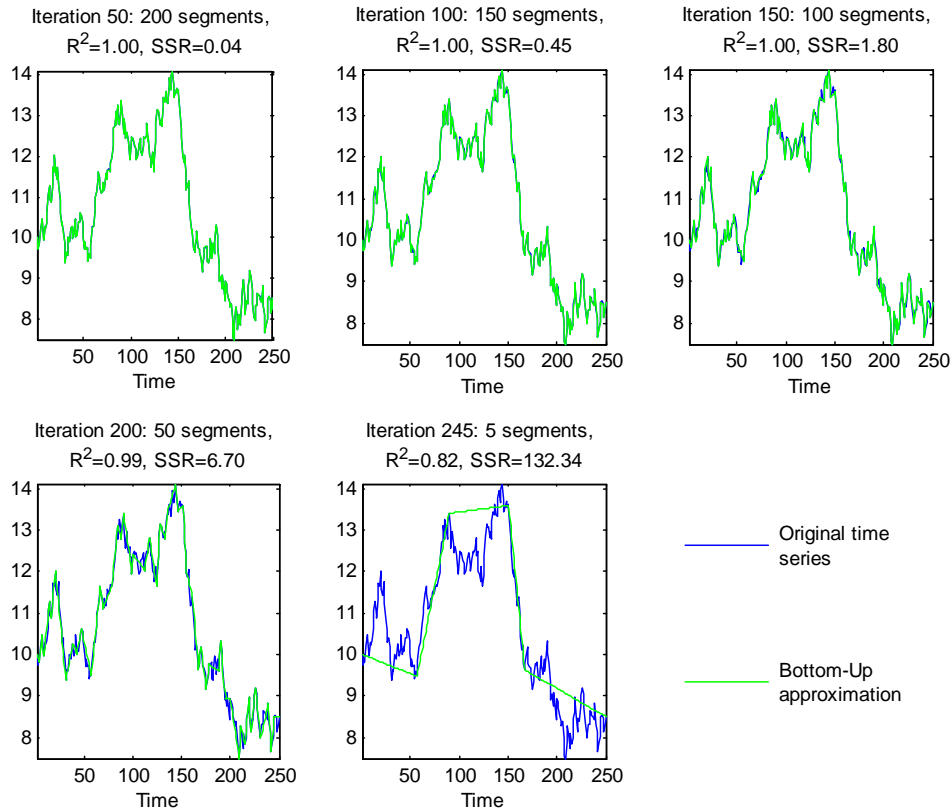 Iteration 50: 200 segments,
R²=1.00, SSR=0.04
14
13
12
11
10
9
8
50 100 150 200 250
Time
Iteration 100: 150 segments,
R²=1.00, SSR=0.45
14
13
12
11
10
9
8
50 100 150 200 250
Time
Iteration 150: 100 segments,
R²=1.00, SSR=1.80
14
13
12
11
10
9
8
50 100 150 200 250
Time
Iteration 200: 50 segments,
R²=0.99, SSR=6.70
14
13
12
11
10
9
8
50 100 150 200 250
Time
Iteration 245: 5 segments,
R²=0.82, SSR=132.34
14
13
12
11
10
9
8
50 100 150 200 250
Time
Original time
series
Bottom-Up
approximation